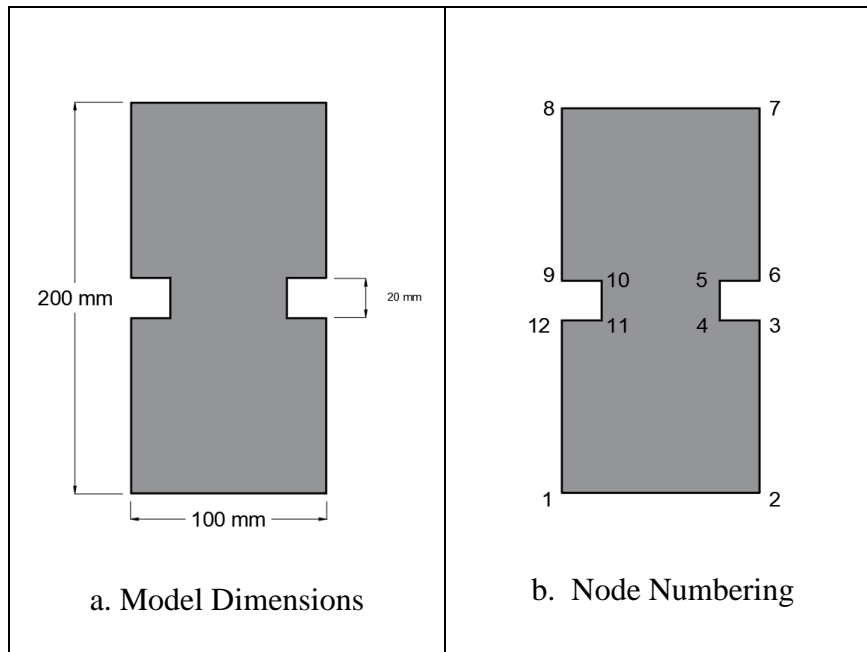 200 mm
20 mm
100 mm
a. Model Dimensions
8 7
9 10 5 6
12 11 4 3
1 2
b. Node Numbering